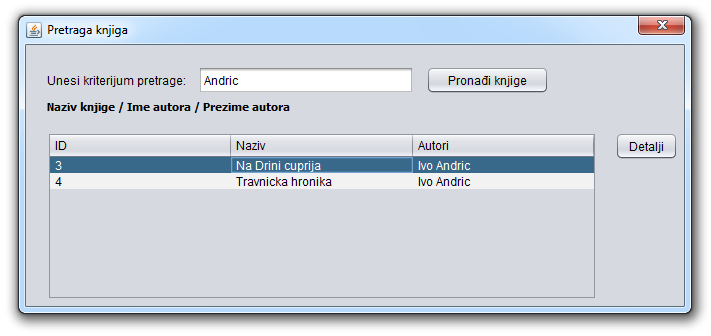 Pretraga knjiga
Unesi kriterijum pretrage: Andric Pronađi knjige
Naziv knjige / Ime autora / Prezime autora
ID Naziv Autori Detalji
3 Na Drini cuprija Ivo Andric
4 Travnicka hronika Ivo Andric